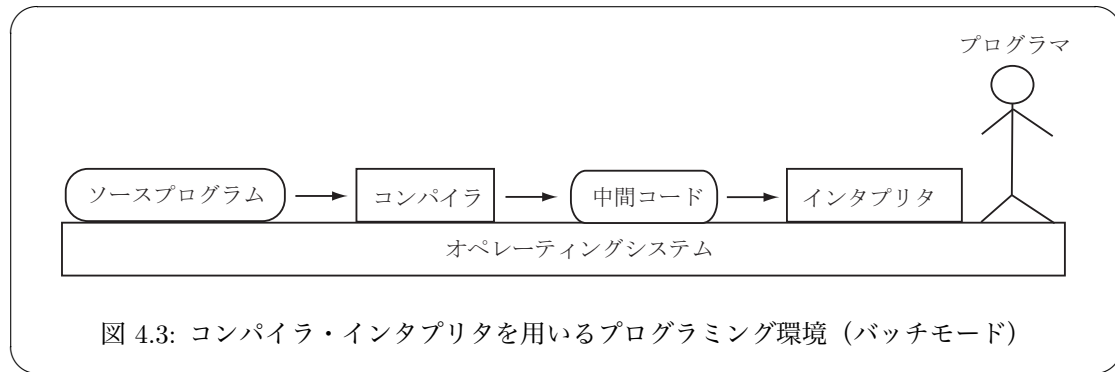 プログラマ
ソースプログラム
コンパイラ
中間コード
インタプリタ
オペレーティングシステム
図 4.3: コンパイラ・インタプリタを用いるプログラミング環境（バッチモード）